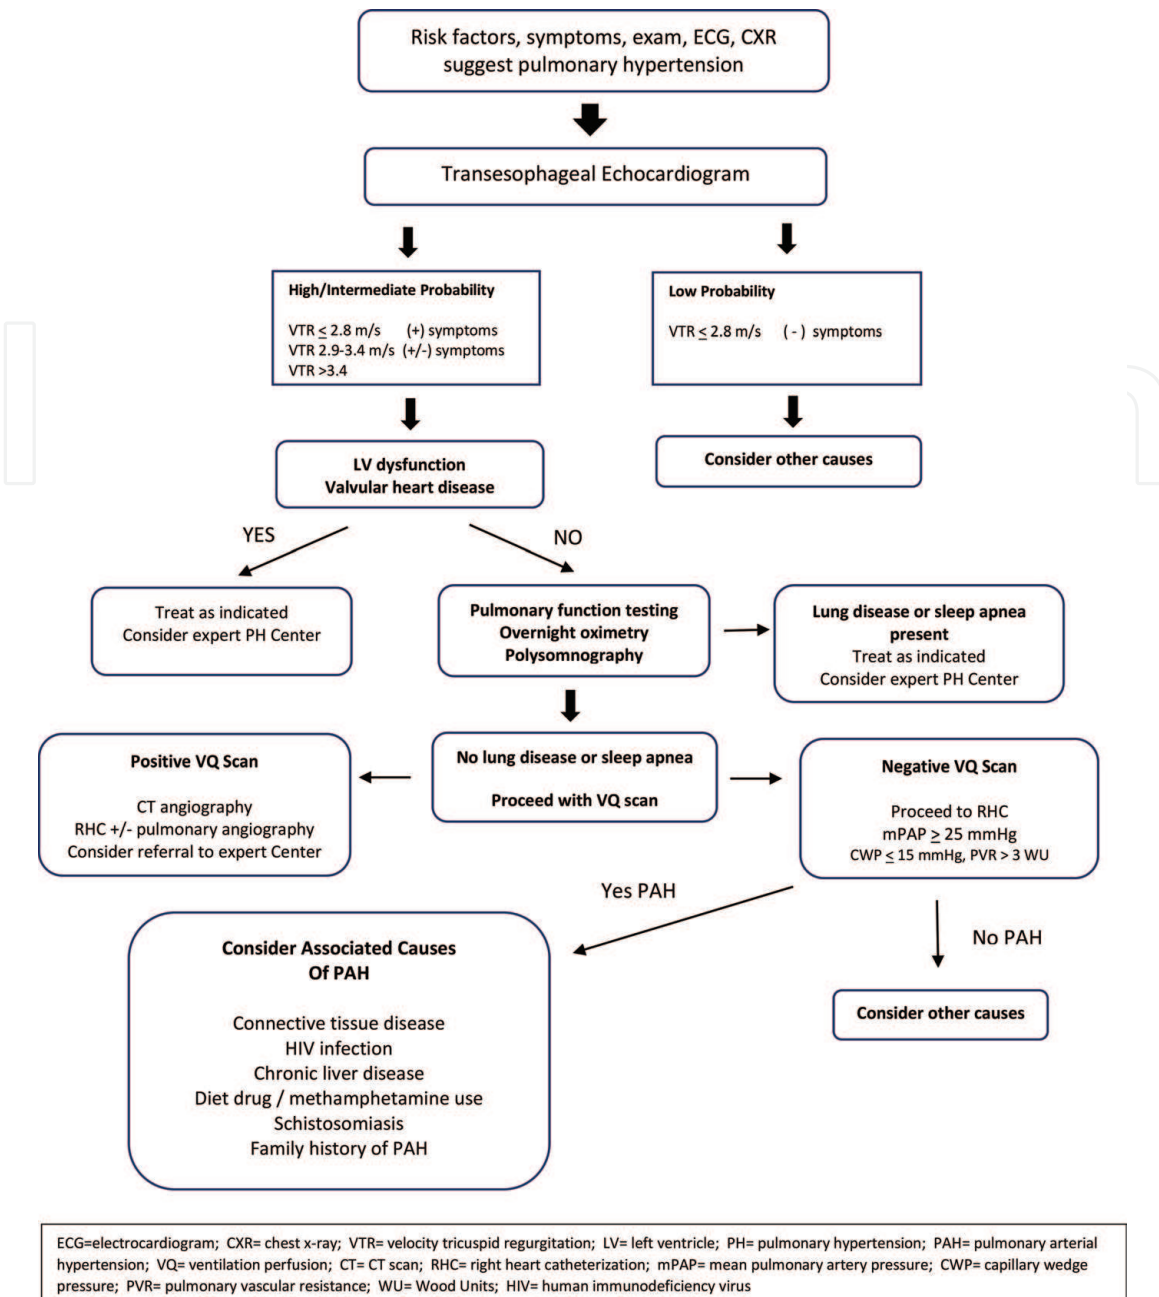 Risk factors, symptoms, exam, ECG, CXR
suggest pulmonary hypertension
Transesophageal Echocardiogram
High/Intermediate Probability
VTR ≤ 2.8 m/s (+) symptoms
VTR 2.9-3.4 m/s (+/-) symptoms
VTR >3.4
Low Probability
VTR ≤ 2.8 m/s ( - ) symptoms
LV dysfunction
Valvular heart disease
Consider other causes
YES
NO
Treat as indicated
Consider expert PH Center
Pulmonary function testing
Overnight oximetry
Polysomnography
Lung disease or sleep apnea
present
Treat as indicated
Consider expert PH Center
Positive VQ Scan
CT angiography
RHC +/- pulmonary angiography
Consider referral to expert Center
No lung disease or sleep apnea
Proceed with VQ scan
Negative VQ Scan
Proceed to RHC
mPAP ≥ 25 mmHg
CWP ≤ 15 mmHg, PVR > 3 WU
Yes PAH
No PAH
Consider Associated Causes
Of PAH
Connective tissue disease
HIV infection
Chronic liver disease
Diet drug / methamphetamine use
Schistosomiasis
Family history of PAH
Consider other causes
ECG=electrocardiogram; CXR= chest x-ray; VTR= velocity tricuspid regurgitation; LV= left ventricle; PH= pulmonary hypertension; PAH= pulmonary arterial
hypertension; VQ= ventilation perfusion; CT= CT scan; RHC= right heart catheterization; mPAP= mean pulmonary artery pressure; CWP= capillary wedge
pressure; PVR= pulmonary vascular resistance; WU= Wood Units; HIV= human immunodeficiency virus